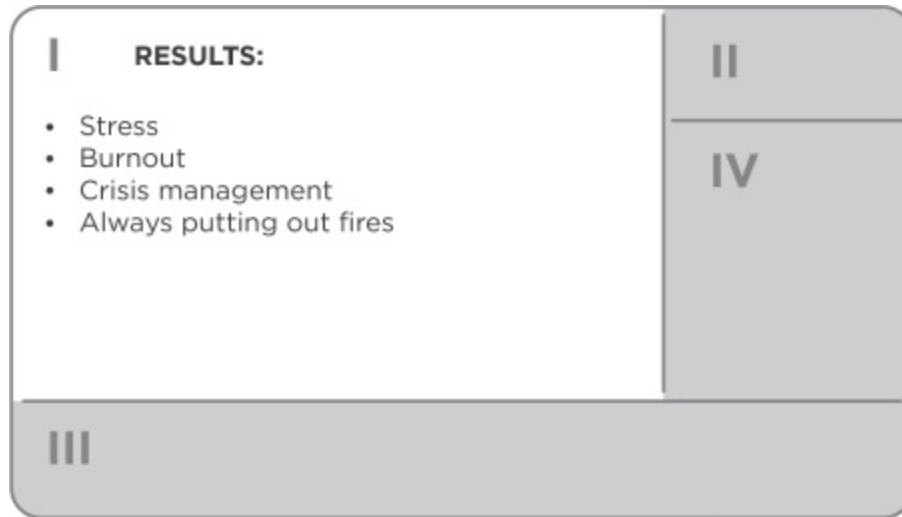 I RESULTS:
• Stress
• Burnout
• Crisis management
• Always putting out fires
II
IV
III